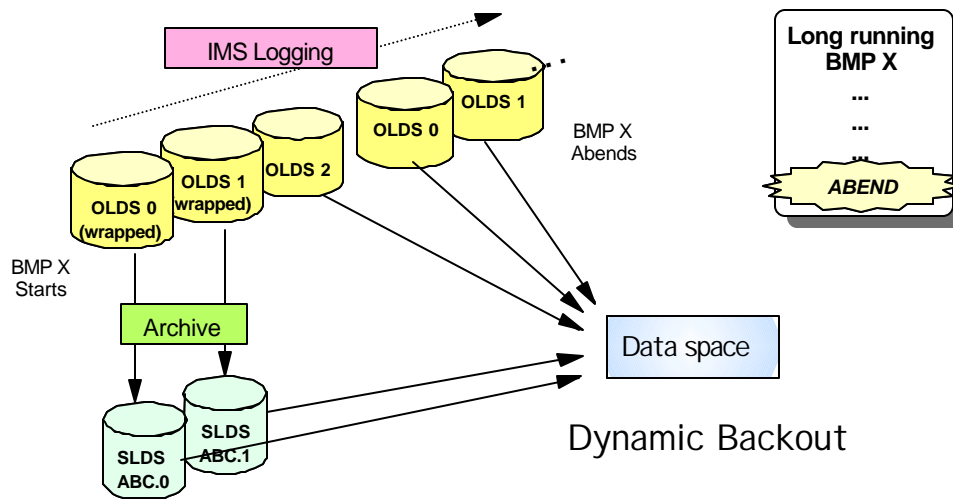 IMS Logging
Long running
BMP X
...
...
...
ABEND
OLDS 0
(wrapped)
OLDS 1
wrapped)
OLDS 2
OLDS 0
OLDS 1
BMP X
Abends
BMP X
Starts
Archive
Data space
SLDS
ABC.0
SLDS
ABC.1
Dynamic Backout